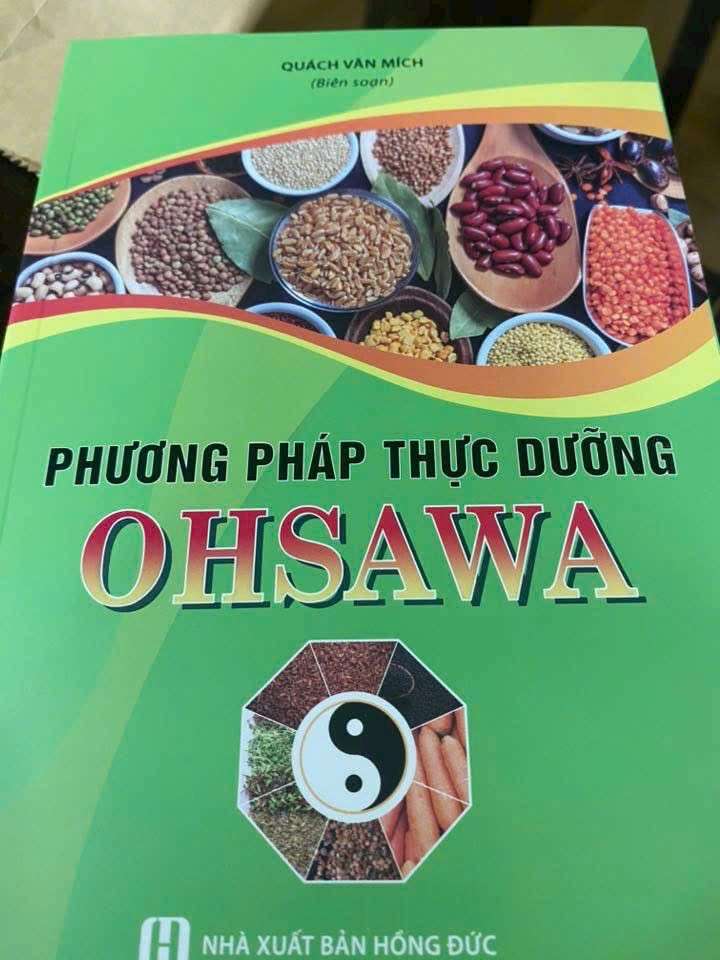 QUÁCH VĂN MÍCH
(Biên soạn)
PHƯƠNG PHÁP THỰC DƯỠNG
OHSAWA
NHÀ XUẤT BẢN HỒNG ĐỨC